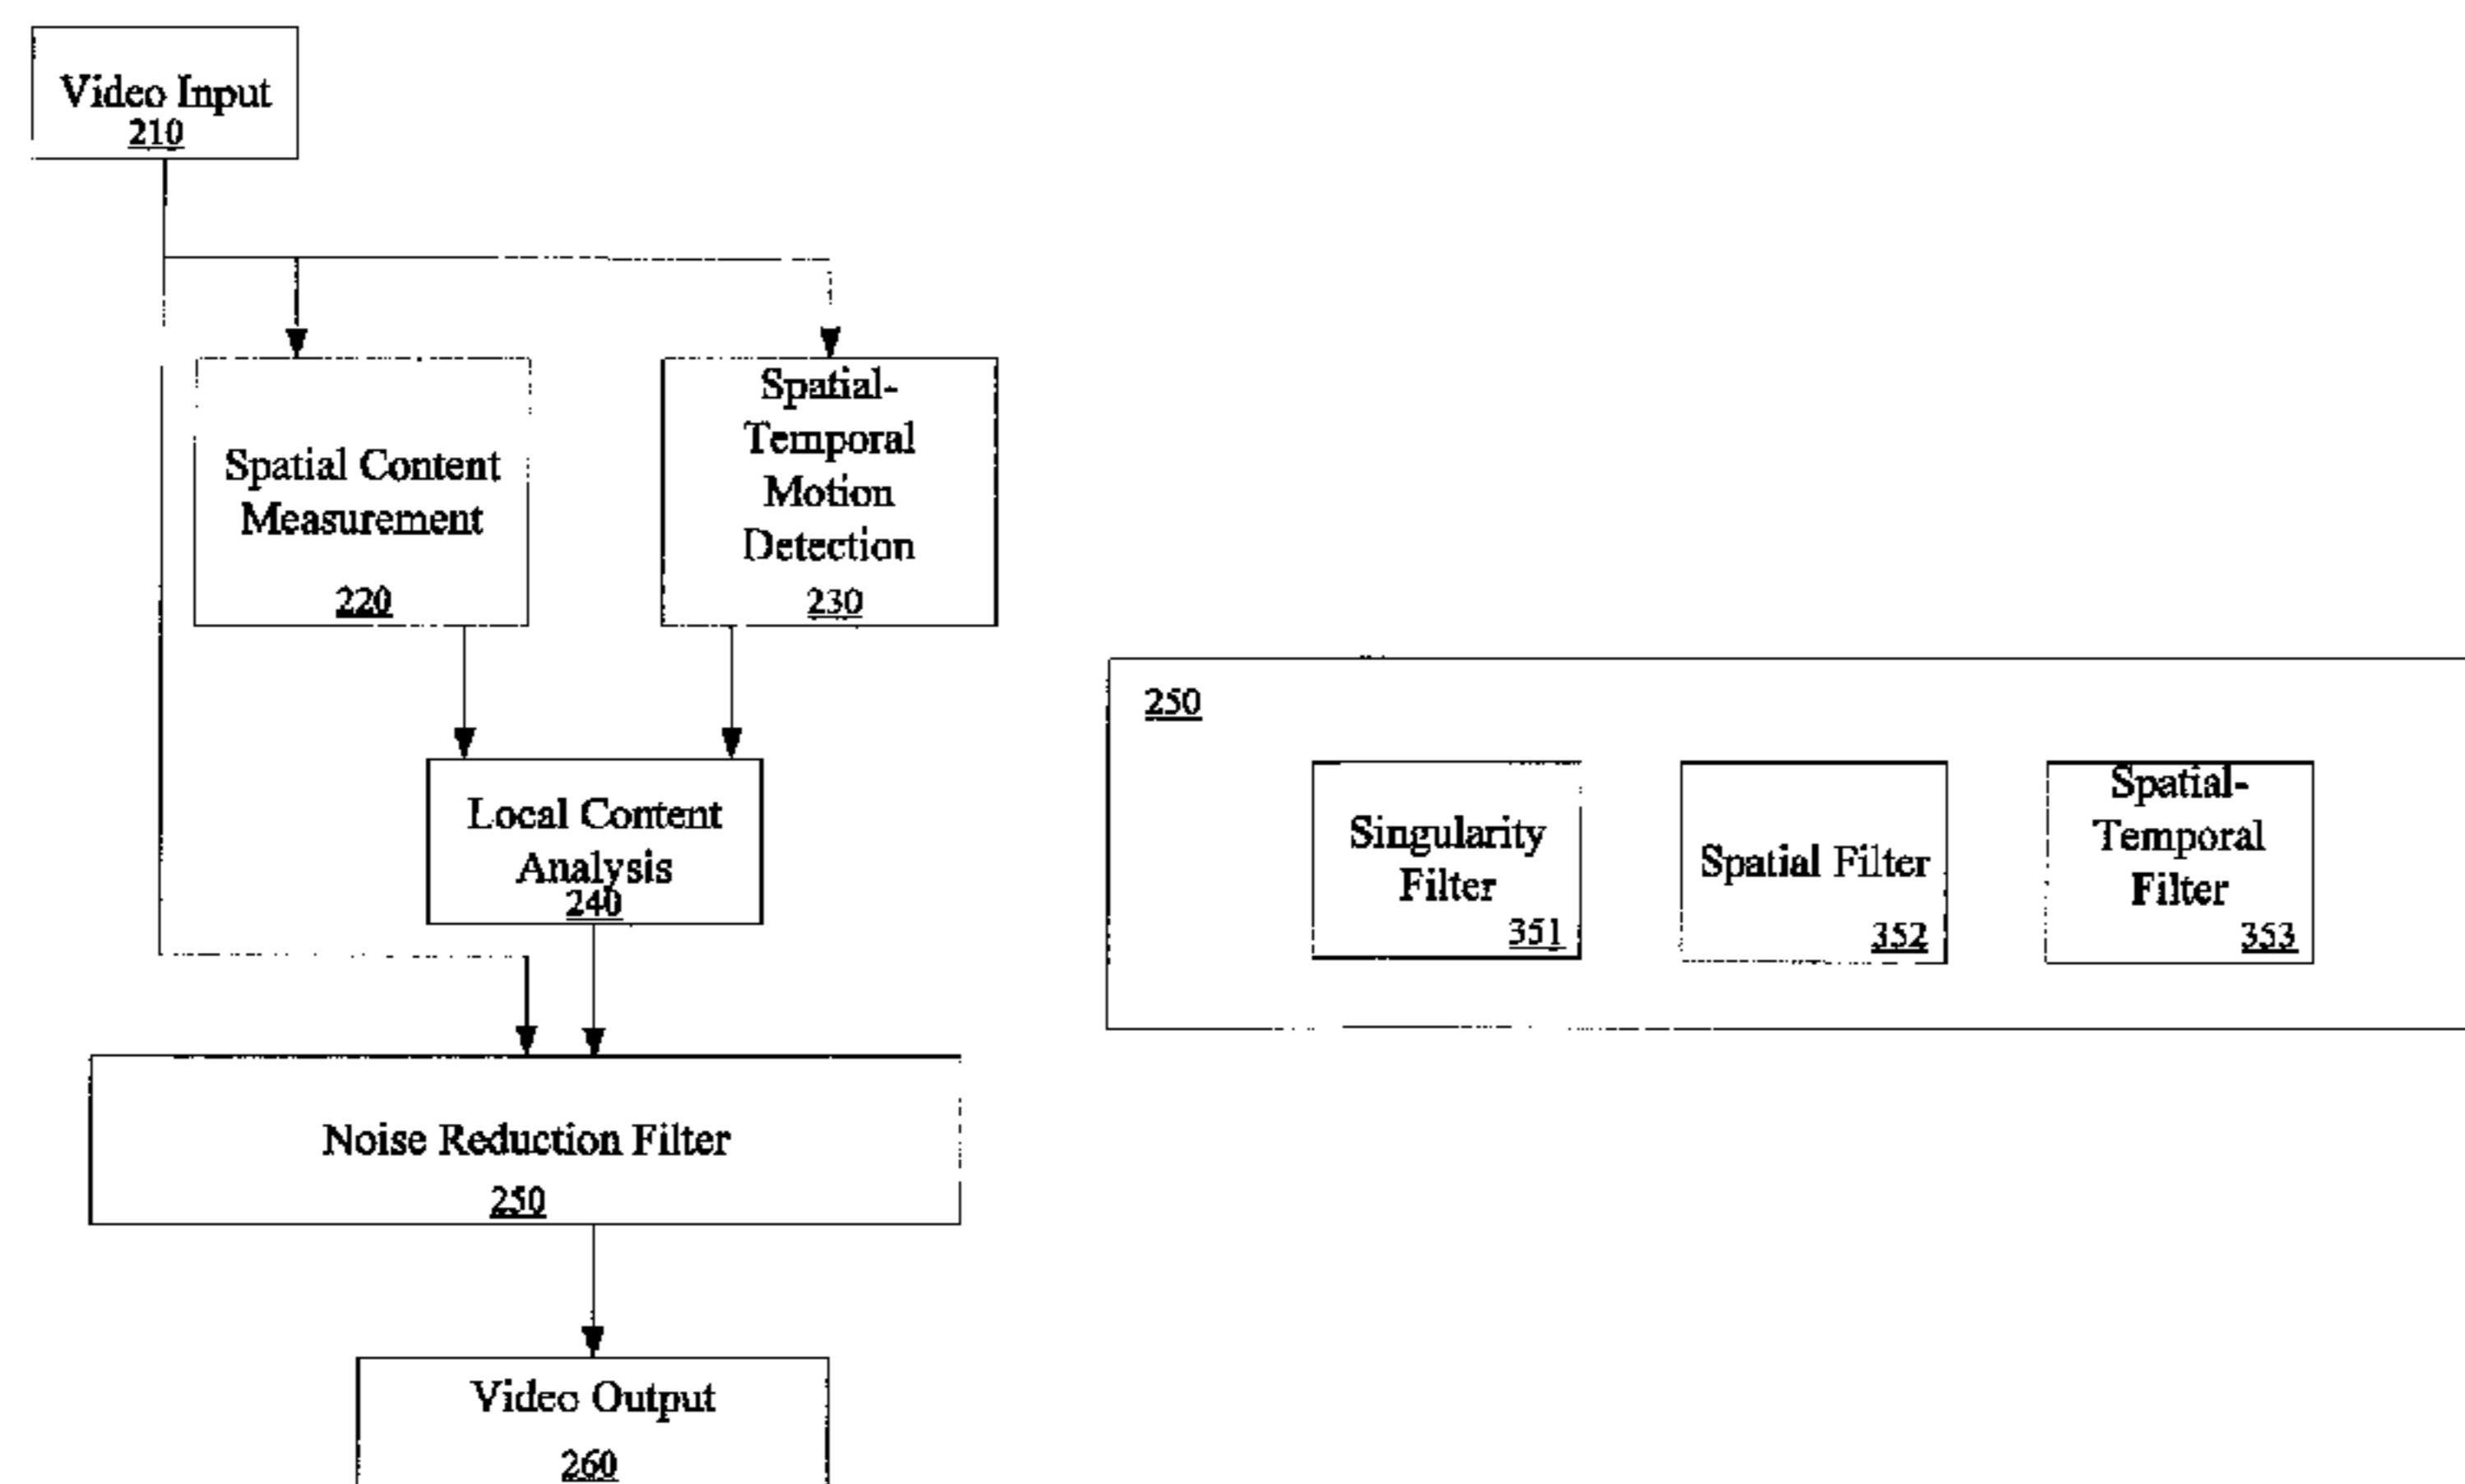 Video Input
210
Spatial Content
Measurement
220
Spatial-
Temporal
Motion
Detection
230
Local Content
Analysis
240
Noise Reduction Filter
250
Video Output
260
250
Singularity
Filter
351
Spatial Filter
352
Spatial-
Temporal
Filter
353